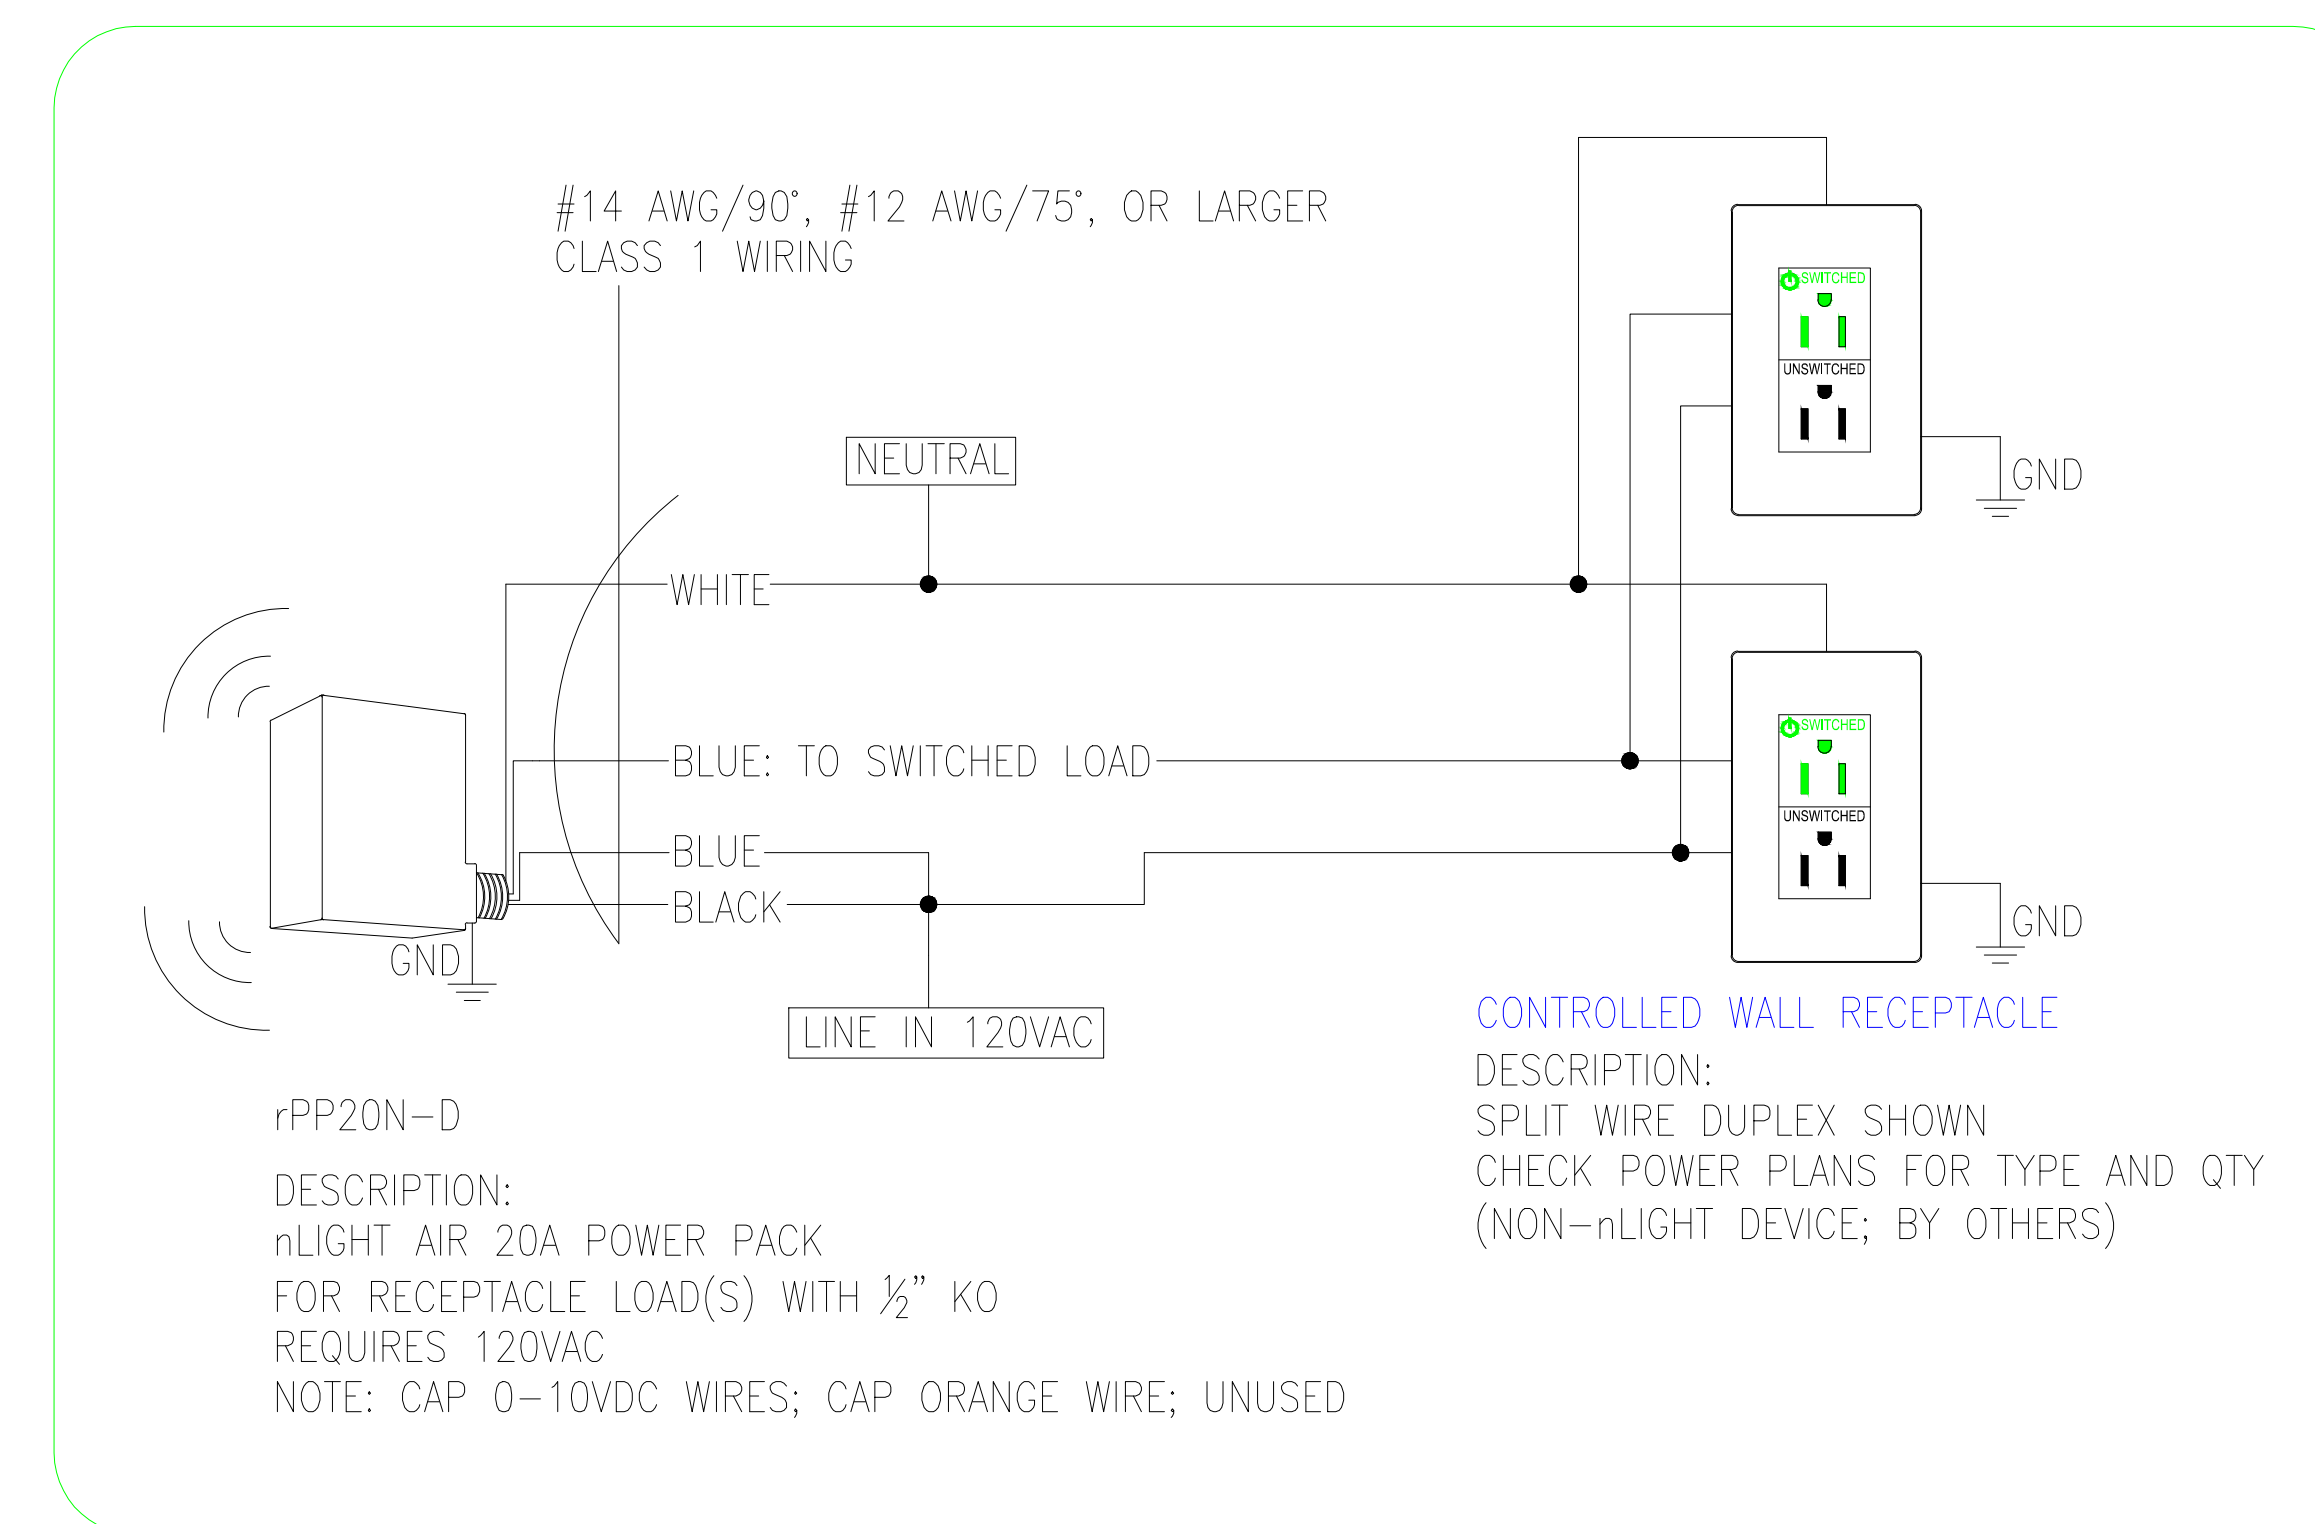 #14 AWG/90°, #12 AWG/75°, OR LARGER
CLASS 1 WIRING
SWITCHED
UNSWITCHED
NEUTRAL
GND
WHITE
SWITCHED
BLUE: TO SWITCHED LOAD
UNSWITCHED
BLUE
BLACK
GND
GND
LINE IN 120VAC
rPP20N-D
DESCRIPTION:
nLIGHT AIR 20A POWER PACK
FOR RECEPTACLE LOAD(S) WITH ½” KO
REQUIRES 120VAC
NOTE: CAP 0-10VDC WIRES; CAP ORANGE WIRE; UNUSED
CONTROLLED WALL RECEPTACLE
DESCRIPTION:
SPLIT WIRE DUPLEX SHOWN
CHECK POWER PLANS FOR TYPE AND QTY
(NON-nLIGHT DEVICE; BY OTHERS)